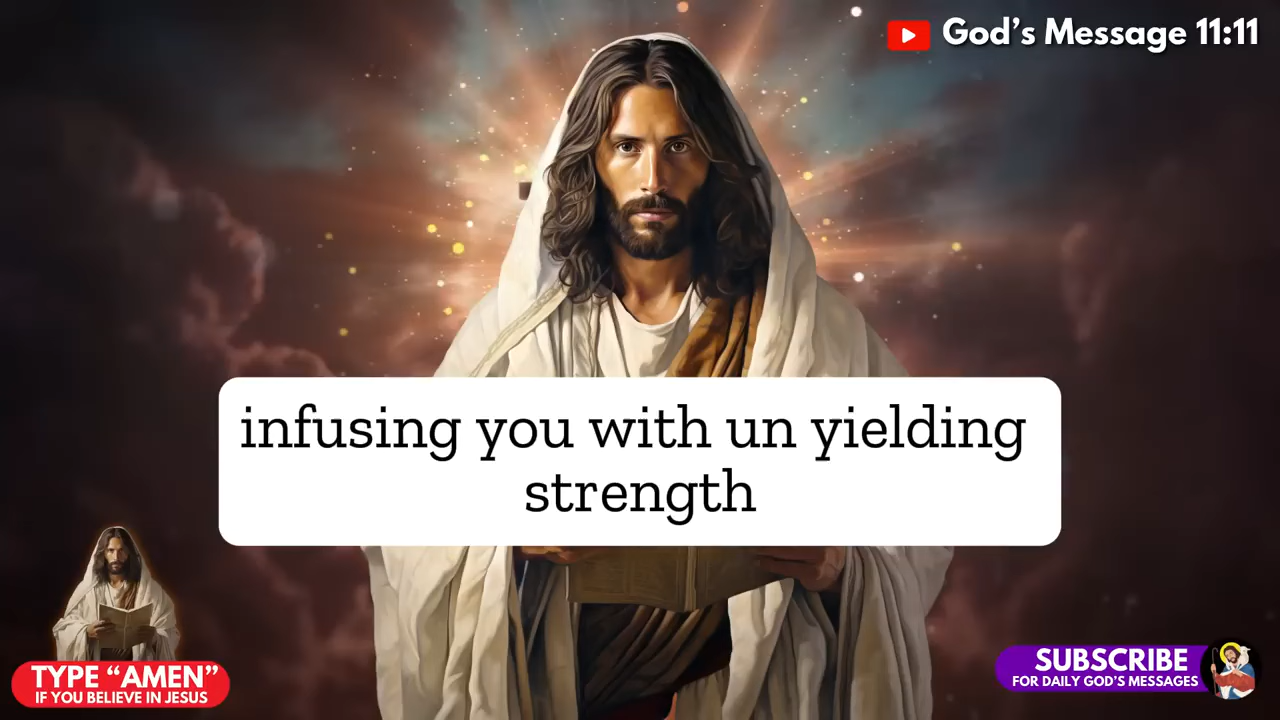 God's Message 11:11
infusing you with un yielding
strength
TYPE “AMEN”
IF YOU BELIEVE IN JESUS
SUBSCRIBE
FOR DAILY GOD'S MESSAGES